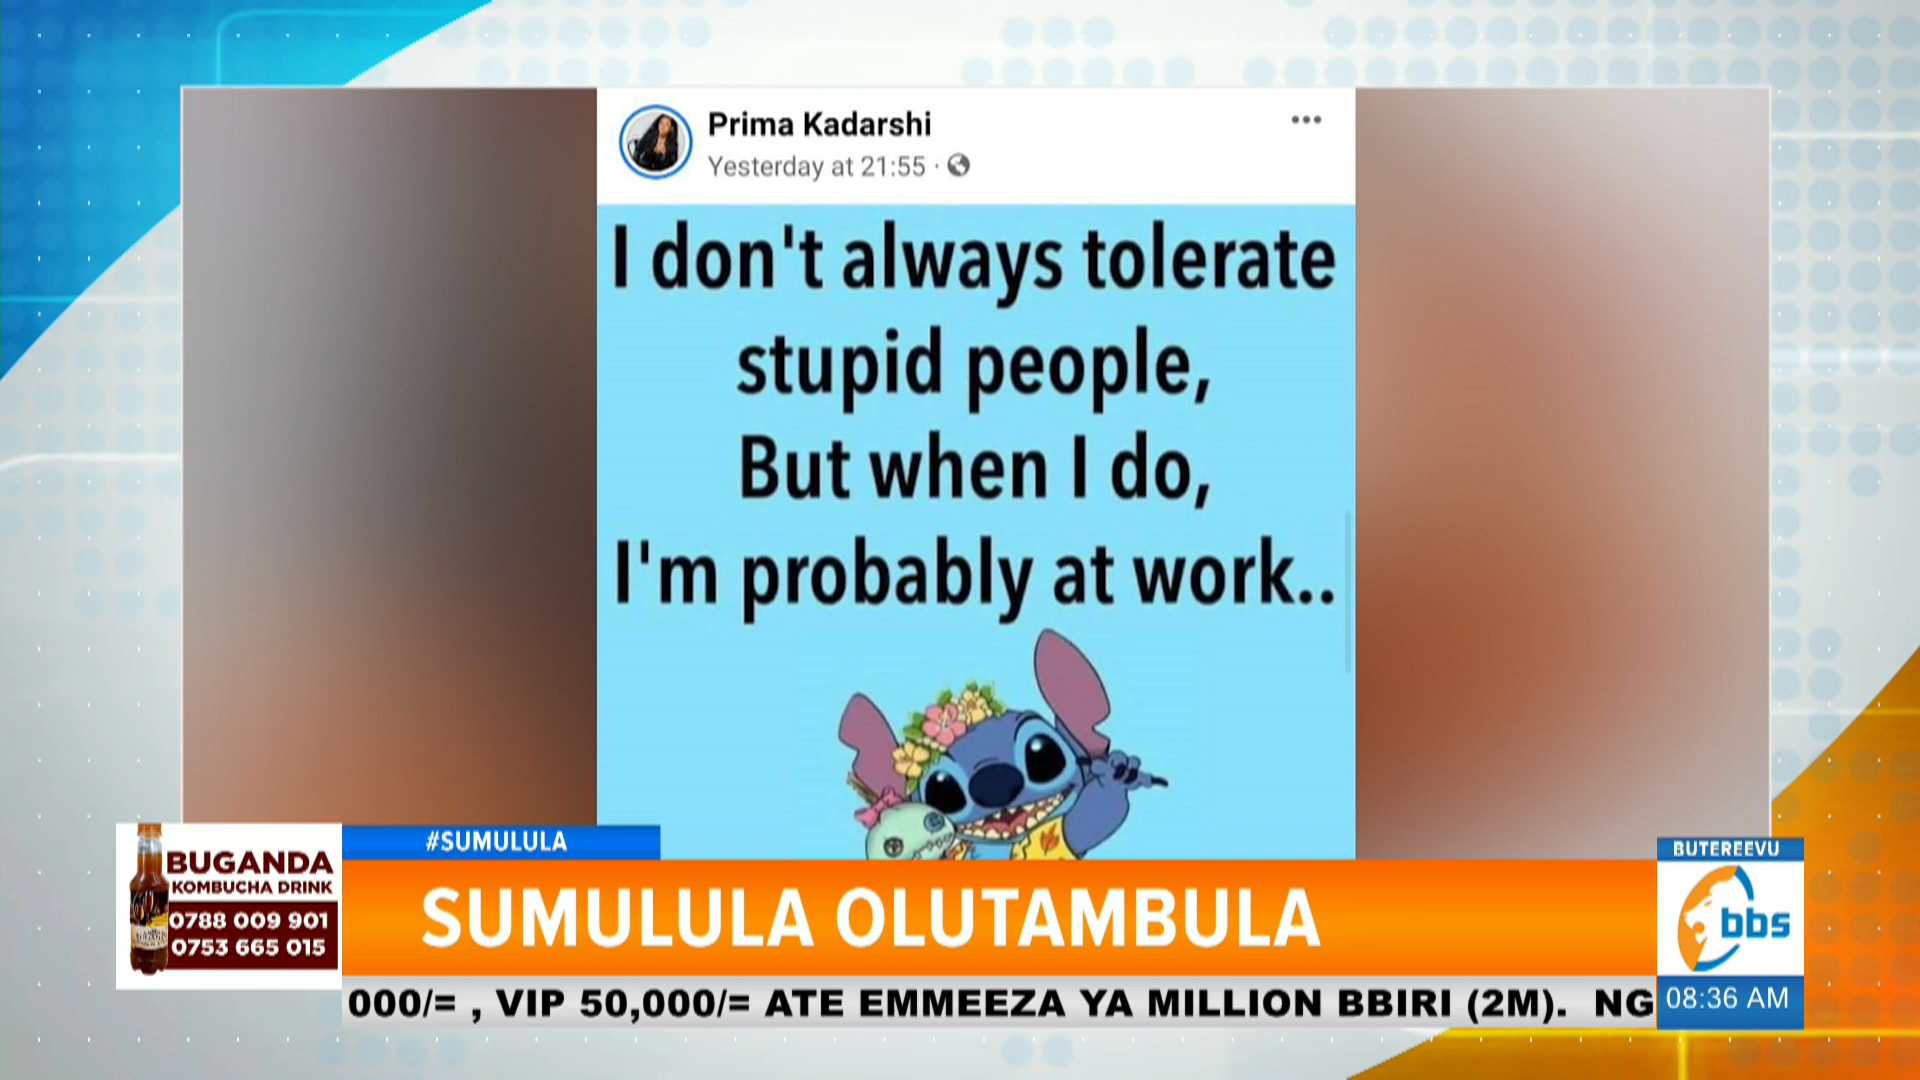 Prima Kadarshi
Yesterday at 21:55 ·
I don't always tolerate
stupid people,
But when I do,
I'm probably at work..
BUGANDA
KOMBUCHA DRINK
0788 009 901
0753 665 015
#SUMULULA
SUMULULA OLUTAMBULA
BUTEREEVU
bbs
000/= , VIP 50,000/= ATE EMMEEZA YA MILLION BBIRI (2M). NG
08:36 AM